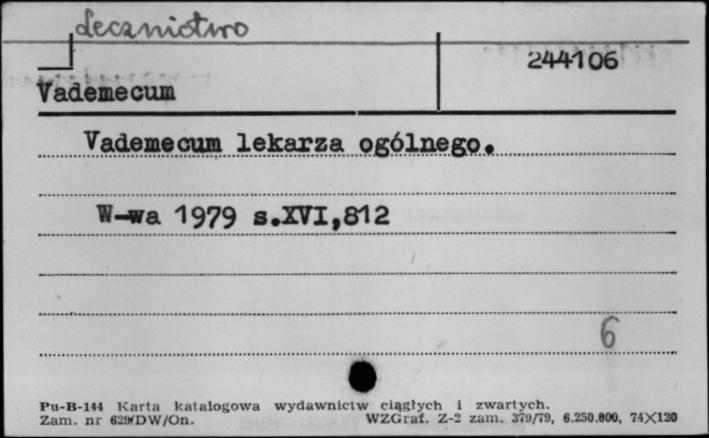 Lecznictwo
244106
Vademecum
Vademecum lekarza ogólnego.
W-wa 1979 s.XVI,812
6
Pu-B-144 Karta katalogowa wydawnictw ciągłych i zwartych.
Zam. nr 629/DW/On. WZGraf. Z-2 zam. 379/79, 6.250.000, 74X120